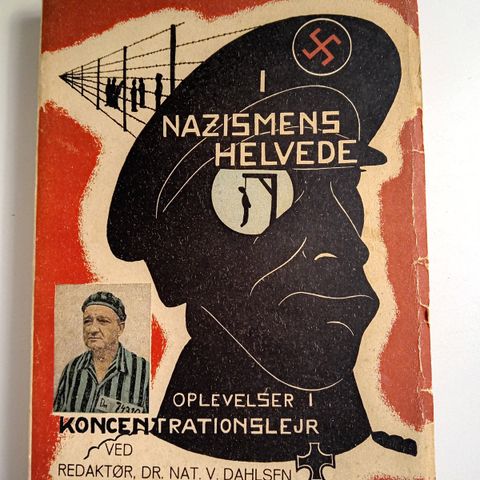 I
NAZISMENS
HELVEDE
OPLEVELSER I
KONCENTRATIONSLEJR
VED
REDAKTØR, DR. NAT. V. DAHLSEN